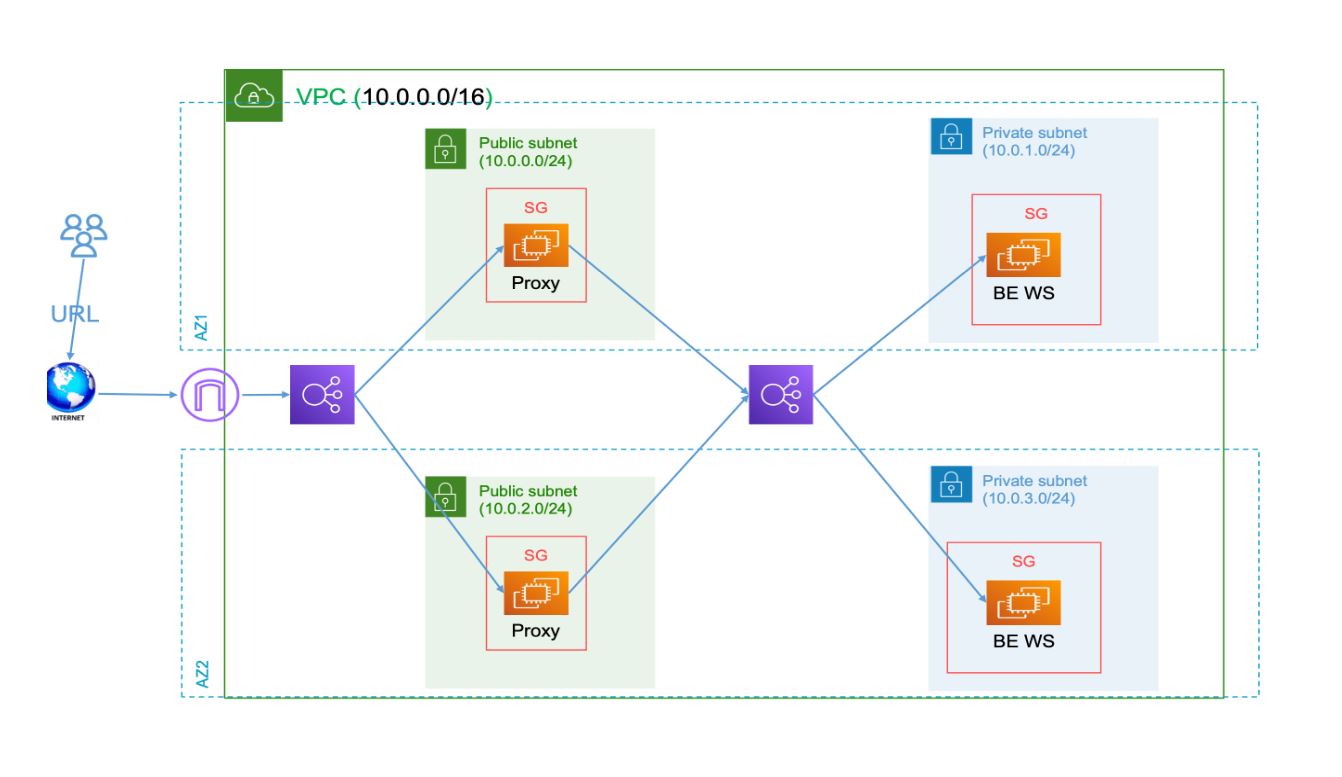 VPC (10.0.0.0/16)
Public subnet
(10.0.0.0/24)
SG
Proxy
Private subnet
(10.0.1.0/24)
SG
BE WS
URL
AZ1
INTERNET
Public subnet
(10.0.2.0/24)
SG
Proxy
Private subnet
(10.0.3.0/24)
SG
BE WS
AZ2